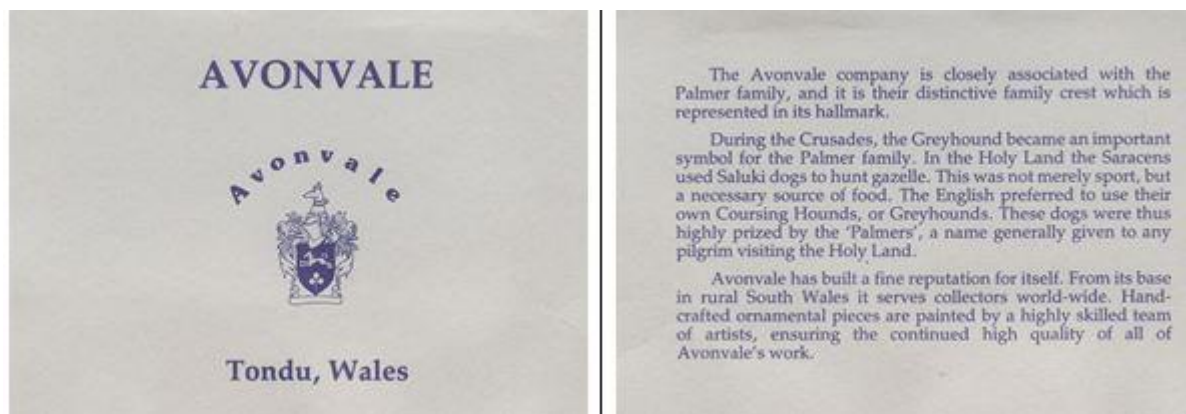 AVONVALE
Avonvale
Tondu, Wales
The Avonvale company is closely associated with the
Palmer family, and it is their distinctive family crest which is
represented in its hallmark.
During the Crusades, the Greyhound became an important
symbol for the Palmer family. In the Holy Land the Saracens
used Saluki dogs to hunt gazelle. This was not merely sport, but
a necessary source of food. The English preferred to use their
own Coursing Hounds, or Greyhounds. These dogs were thus
highly prized by the ‘Palmers’, a name generally given to any
pilgrim visiting the Holy Land.
Avonvale has built a fine reputation for itself. From its base
in rural South Wales it serves collectors world-wide. Hand-
crafted ornamental pieces are painted by a highly skilled team
of artists, ensuring the continued high quality of all of
Avonvale’s work.